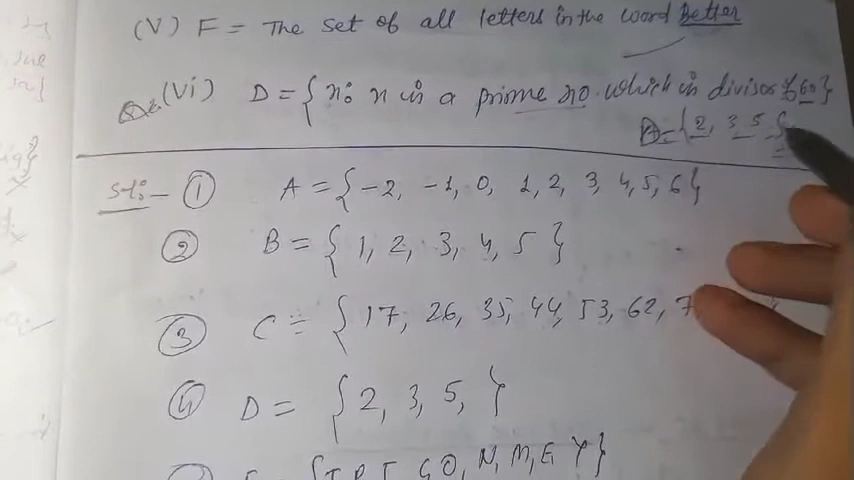 (V) F = The set of all letters in the word Better
(Vi) D = { n: n is a prime no. which is divisor of 60}
D = {2, 3 5 }
Sol:- ① A = {-2, -1, 0, 1, 2, 3, 4, 5, 6}
② B = { 1, 2, 3, 4, 5 }
③ C = { 17, 26, 35, 44, 53, 62, 7
④ D = { 2, 3, 5, }
O, N, M, E, Y}